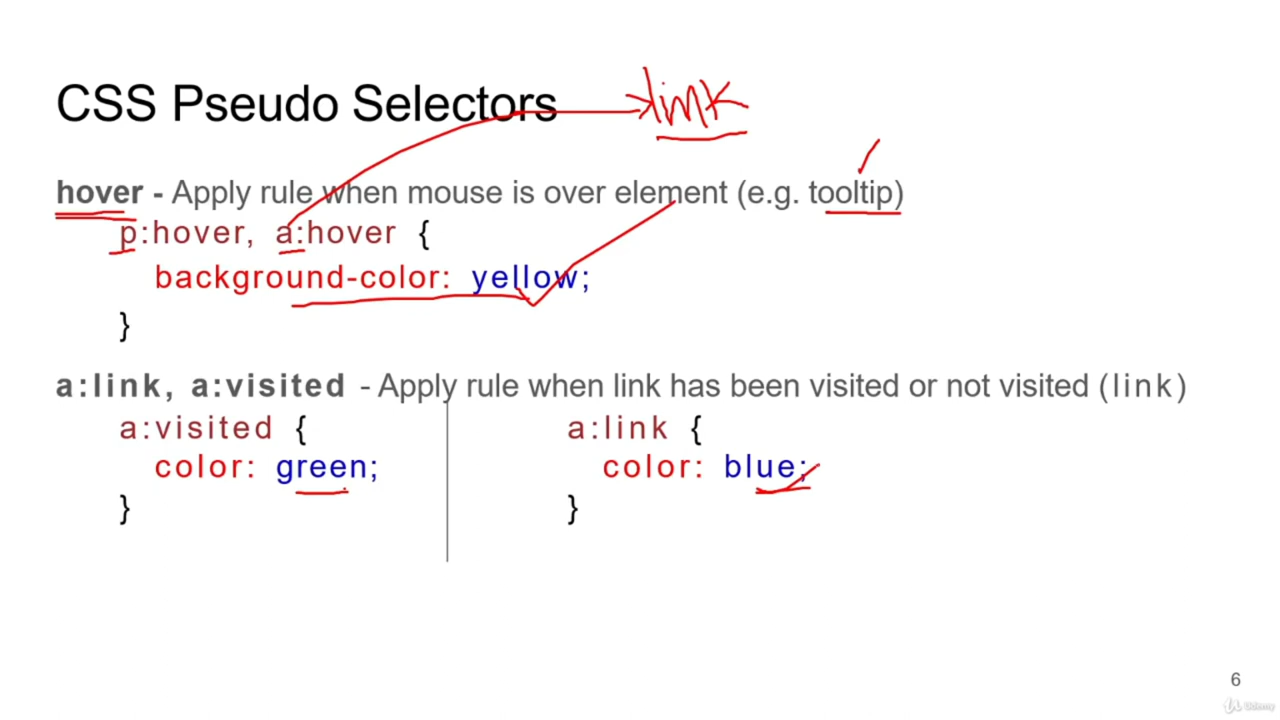 CSS Pseudo Selectors
link
hover - Apply rule when mouse is over element (e.g. tooltip)
p:hover, a:hover {
background-color: yellow;
}
a:link, a:visited - Apply rule when link has been visited or not visited (link)
a:visited {
color: green;
}
a:link {
color: blue;
}
6
Udemy